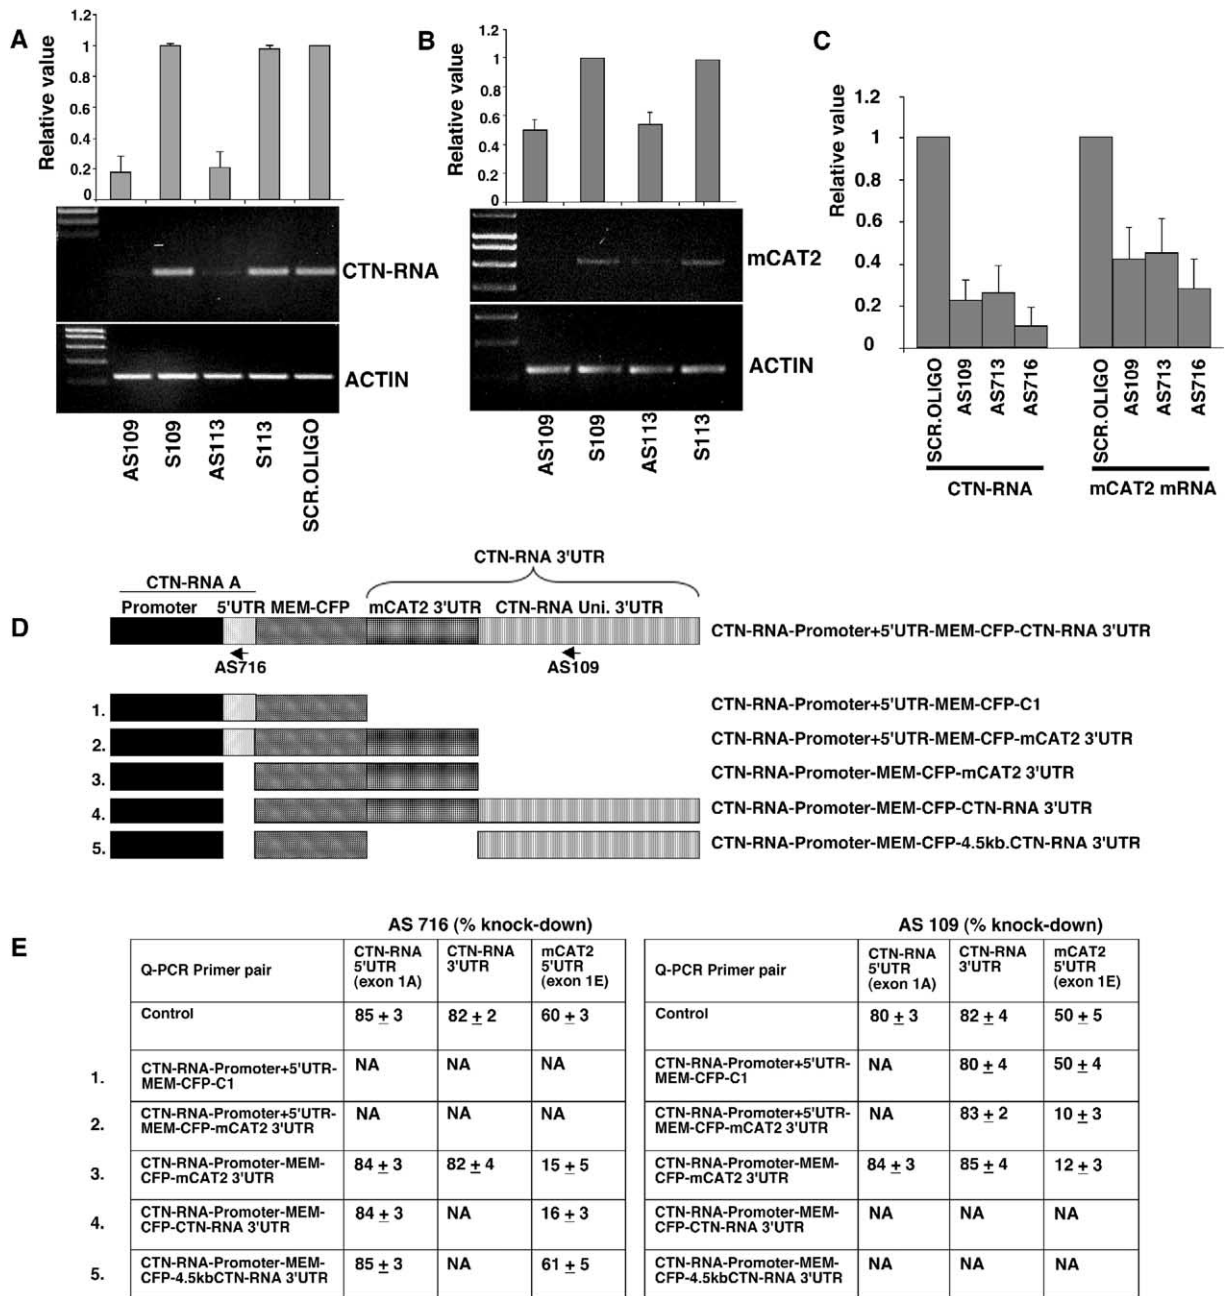 A
Relative value
1.2
1
0.8
0.6
0.4
0.2
0
CTN-RNA
ACTIN
AS109
S109
AS113
S113
SCR.OLIGO
B
Relative value
1.2
1
0.8
0.6
0.4
0.2
0
mCAT2
ACTIN
AS109
S109
AS113
S113
C
Relative value
1.2
1
0.8
0.6
0.4
0.2
0
SCR.OLIGO
AS109
AS713
AS716
SCR.OLIGO
AS109
AS713
AS716
CTN-RNA
mCAT2 mRNA
D
CTN-RNA 3'UTR
CTN-RNA A
Promoter 5'UTR MEM-CFP mCAT2 3'UTR CTN-RNA Uni. 3'UTR
CTN-RNA-Promoter+5'UTR-MEM-CFP-CTN-RNA 3'UTR
AS716 AS109
1. CTN-RNA-Promoter+5'UTR-MEM-CFP-C1
2. CTN-RNA-Promoter+5'UTR-MEM-CFP-mCAT2 3'UTR
3. CTN-RNA-Promoter-MEM-CFP-mCAT2 3'UTR
4. CTN-RNA-Promoter-MEM-CFP-CTN-RNA 3'UTR
5. CTN-RNA-Promoter-MEM-CFP-4.5kb.CTN-RNA 3'UTR
E
AS 716 (% knock-down)
Q-PCR Primer pair
CTN-RNA
5'UTR
(exon 1A)
CTN-RNA
3'UTR
mCAT2
5'UTR
(exon 1E)
Control 85 ± 3 82 ± 2 60 ± 3
1. CTN-RNA-Promoter+5'UTR-
MEM-CFP-C1
NA NA NA
2. CTN-RNA-Promoter+5'UTR-
MEM-CFP-mCAT2 3'UTR
NA NA NA
3. CTN-RNA-Promoter-MEM-
CFP-mCAT2 3'UTR
84 ± 3 82 ± 4 15 ± 5
4. CTN-RNA-Promoter-MEM-
CFP-CTN-RNA 3'UTR
84 ± 3 NA 16 ± 3
5. CTN-RNA-Promoter-MEM-
CFP-4.5kbCTN-RNA 3'UTR
85 ± 3 NA 61 ± 5
AS 109 (% knock-down)
Q-PCR Primer pair
CTN-RNA
5'UTR
(exon 1A)
CTN-RNA
3'UTR
mCAT2
5'UTR
(exon 1E)
Control 80 ± 3 82 ± 4 50 ± 5
CTN-RNA-Promoter+5'UTR-
MEM-CFP-C1
NA 80 ± 4 50 ± 4
CTN-RNA-Promoter+5'UTR-
MEM-CFP-mCAT2 3'UTR
NA 83 ± 2 10 ± 3
CTN-RNA-Promoter-MEM-
CFP-mCAT2 3'UTR
84 ± 3 85 ± 4 12 ± 3
CTN-RNA-Promoter-MEM-
CFP-CTN-RNA 3'UTR
NA NA NA
CTN-RNA-Promoter-MEM-
CFP-4.5kbCTN-RNA 3'UTR
NA NA NA